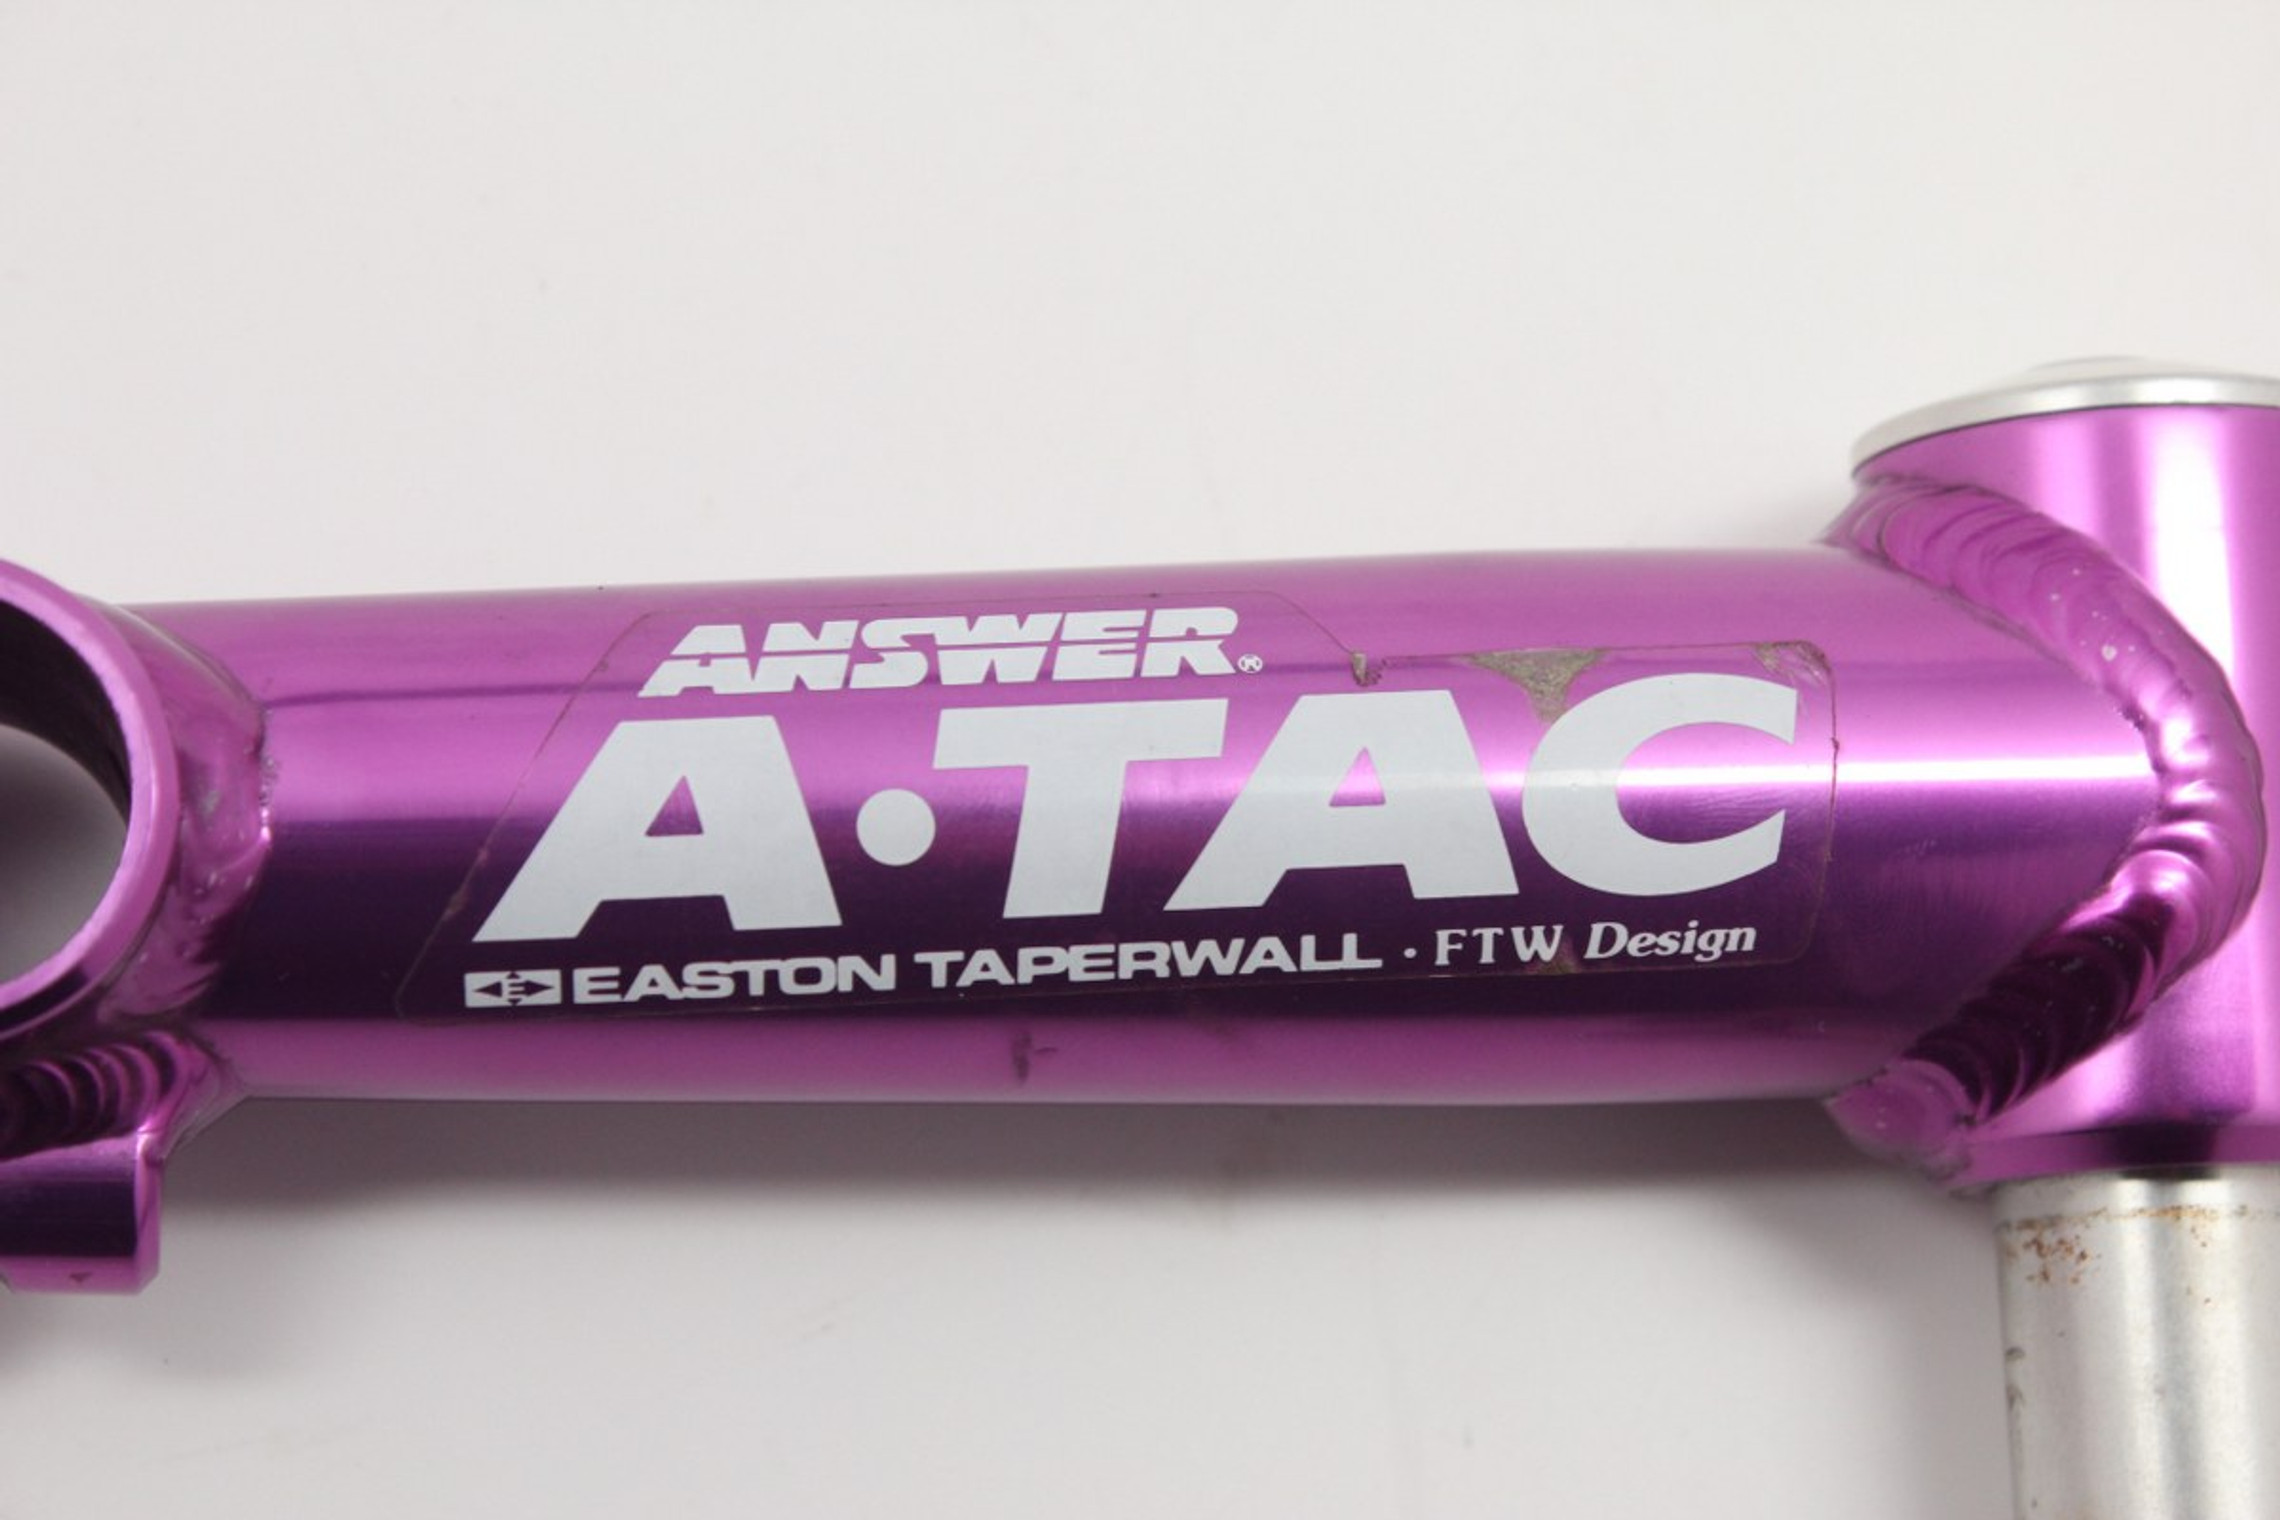 ANSWER®
A•TAC
E EASTON TAPERWALL · FTW Design